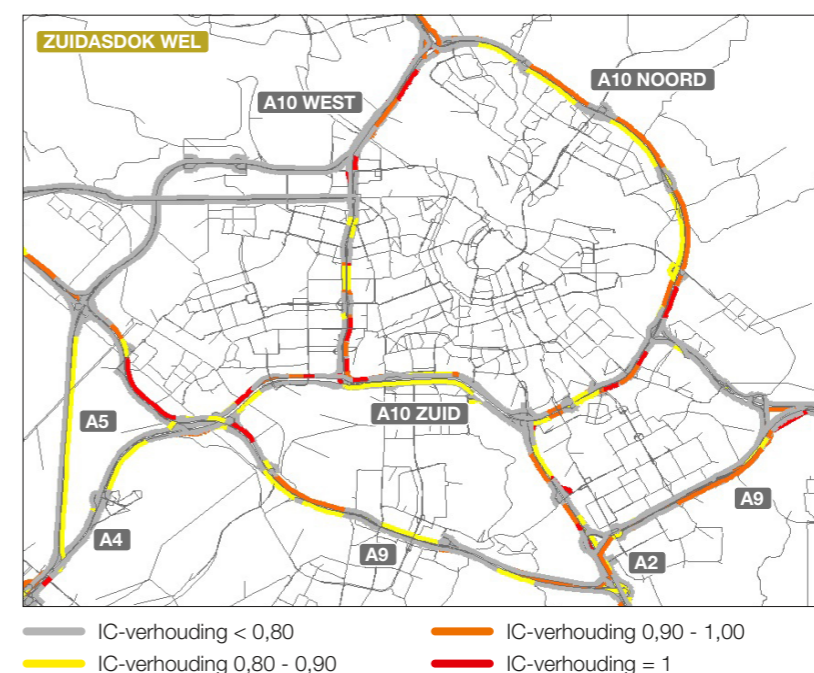 ZUIDASDOK WEL
A10 NOORD
A10 WEST
A10 ZUID
A5
A4
A9
A9
A2
IC-verhouding < 0,80
IC-verhouding 0,90 - 1,00
IC-verhouding 0,80 - 0,90
IC-verhouding = 1